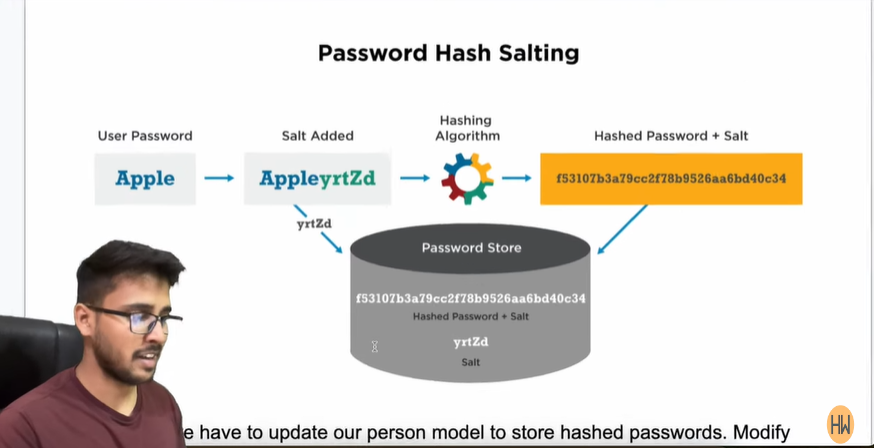 Password Hash Salting
User Password
Salt Added
Hashing
Algorithm
Hashed Password + Salt
Apple
AppleyrtZd
f53107b3a79cc2f78b9526aa6bd40c34
yrtZd
Password Store
f53107b3a79cc2f78b9526aa6bd40c34
Hashed Password + Salt
yrtZd
Salt
e have to update our person model to store hashed passwords. Modify
HW